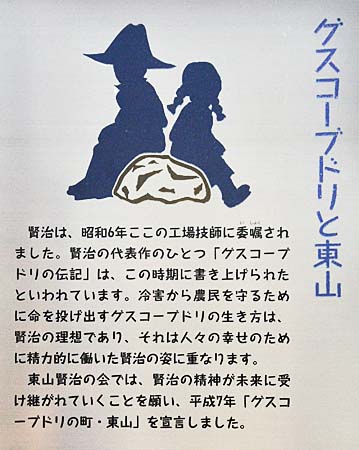 グスコーブドリと東山
賢治は、昭和6年ここの工場技師に委嘱され
ました。賢治の代表作のひとつ「グスコーブ
ドリの伝記」は、この時期に書き上げられた
といわれています。冷害から農民を守るため
に命を投げ出すグスコーブドリの生き方は、
賢治の理想であり、それは人々の幸せのため
に精力的に働いた賢治の姿に重なります。
東山賢治の会では、賢治の精神が未来に受
け継がれていくことを願い、平成7年「グスコ
ーブドリの町・東山」を宣言しました。